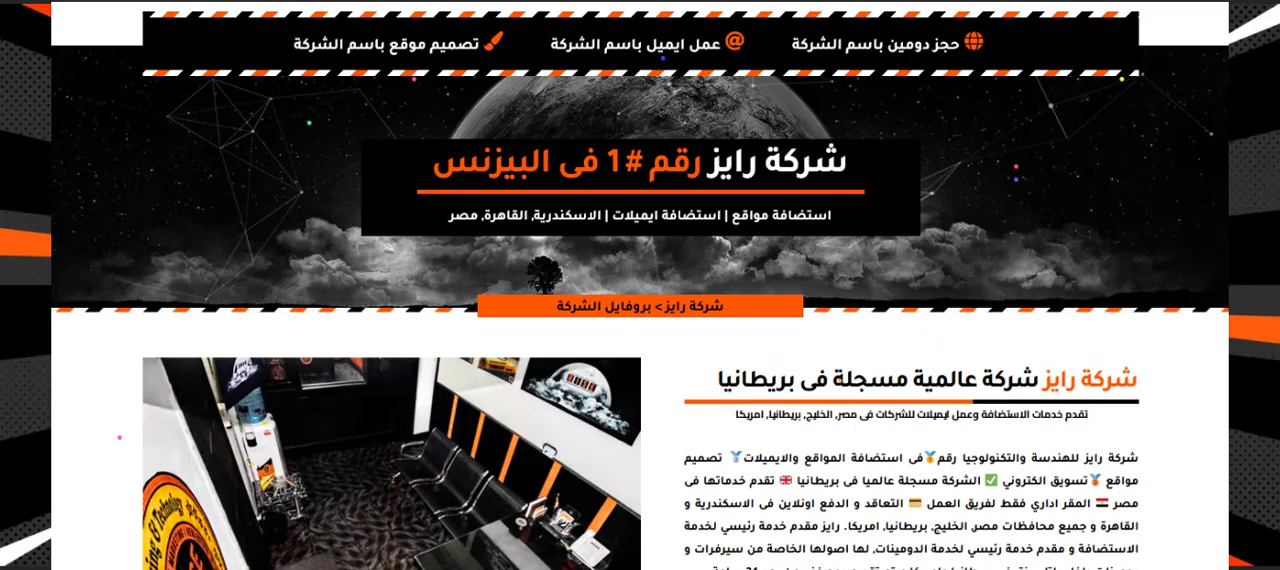 حجز دومين باسم الشركة
عمل ايميل باسم الشركة
تصميم موقع باسم الشركة
شركة رايز رقم #1 فى البيزنس
استضافة مواقع | استضافة ايميلات | الاسكندرية, القاهرة, مصر
شركة رايز > بروفايل الشركة
شركة رايز شركة عالمية مسجلة فى بريطانيا
تقدم خدمات الاستضافة وعمل ايميلات للشركات فى مصر, الخليج, بريطانيا, امريكا
شركة رايز للهندسة والتكنولوجيا رقم🥇فى استضافة المواقع والايميلات🥈 تصميم
مواقع🥉تسويق الكتروني ✅ الشركة مسجلة عالميا فى بريطانيا 🇬🇧 تقدم خدماتها فى
مصر 🇪🇬 المقر اداري فقط لفريق العمل 💳 التعاقد و الدفع اونلاين فى الاسكندرية و
القاهرة و جميع محافظات مصر, الخليج, بريطانيا, امريكا. رايز مقدم خدمة رئيسي لخدمة
الاستضافة و مقدم خدمة رئيسي لخدمة الدومينات, لها اصولها الخاصة من سيرفرات و
RISE
ing & Technology